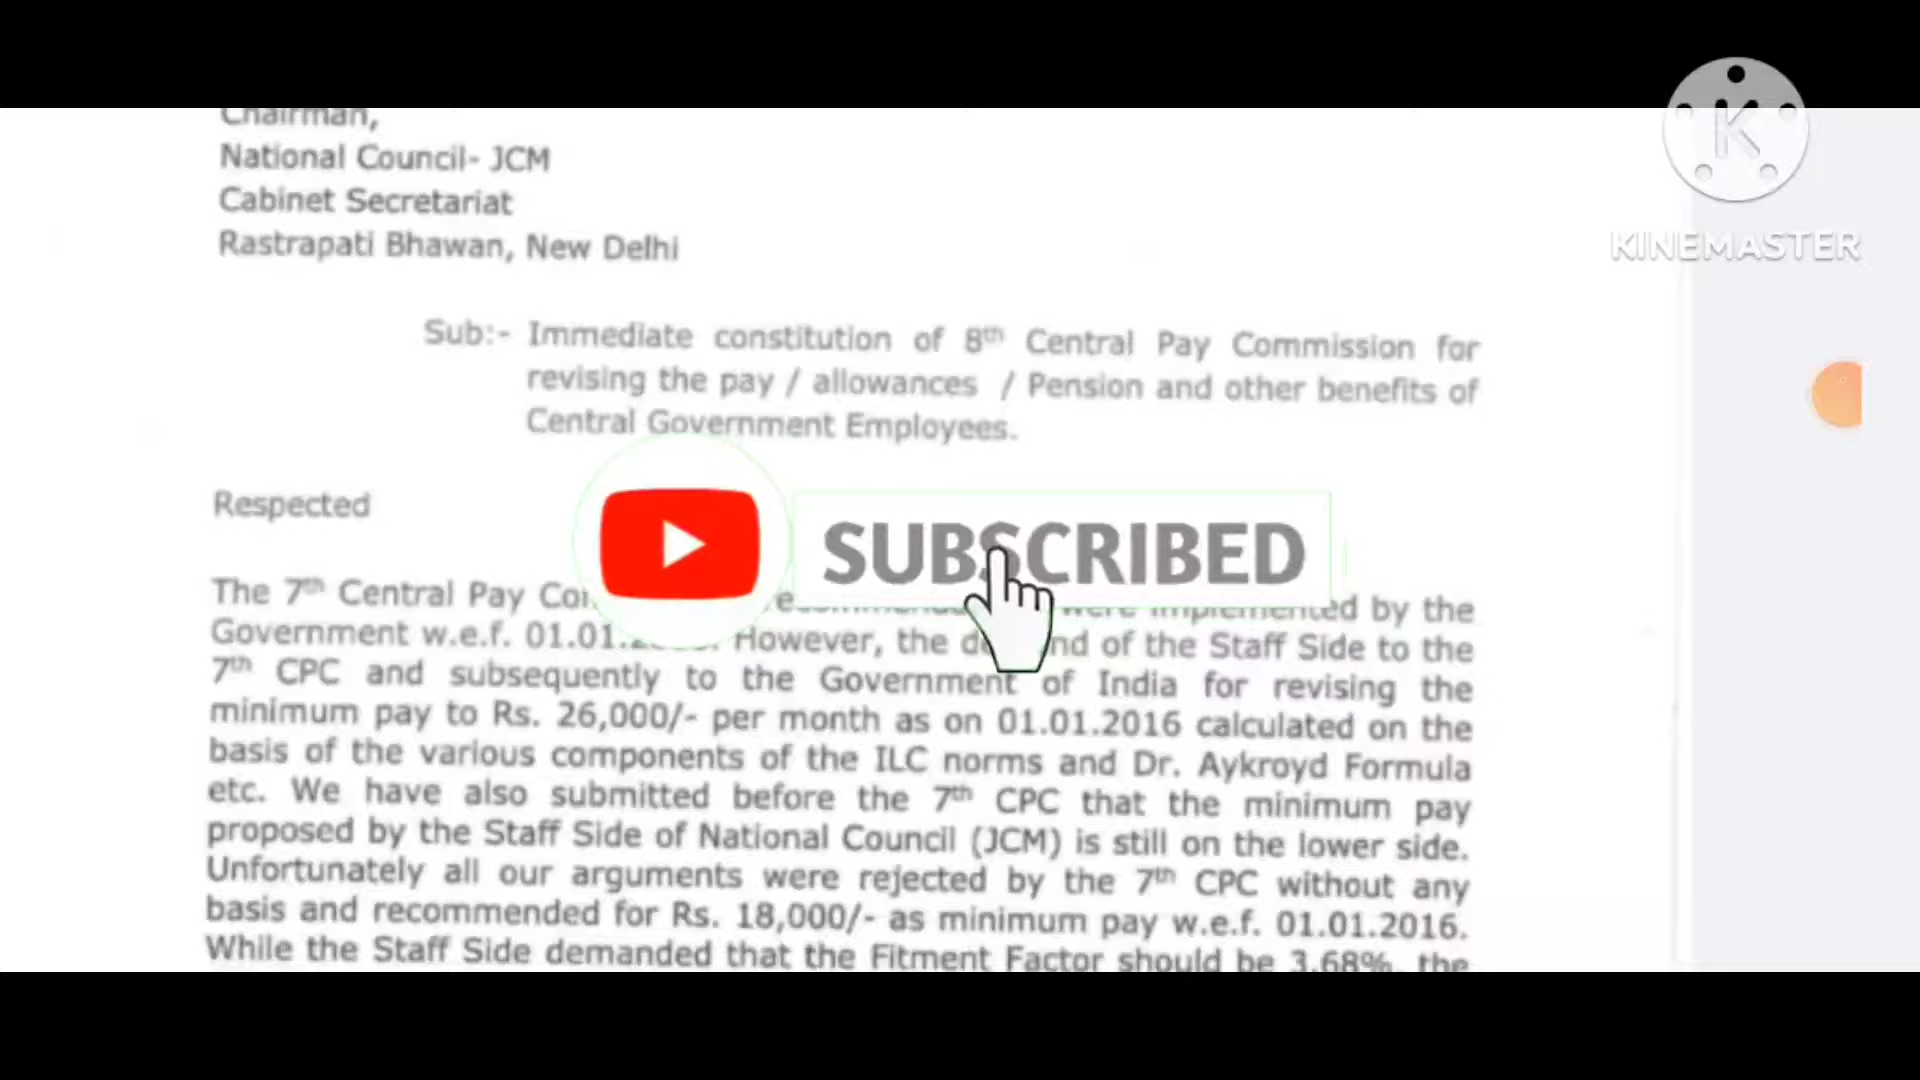 Chairman,
National Council- JCM
Cabinet Secretariat
Rastrapati Bhawan, New Delhi
KINEMASTER
Sub:- Immediate constitution of 8th Central Pay Commission for
revising the pay / allowances / Pension and other benefits of
Central Government Employees.
Respected
SUBSCRIBED
The 7th Central Pay were implemented by the
Government w.e.f. 01.01. However, the of the Staff Side to the
7th CPC and subsequently to the Government of India for revising the
minimum pay to Rs. 26,000/- per month as on 01.01.2016 calculated on the
basis of the various components of the ILC norms and Dr. Aykroyd Formula
etc. We have also submitted before the 7th CPC that the minimum pay
proposed by the Staff Side of National Council (JCM) is still on the lower side.
Unfortunately all our arguments were rejected by the 7th CPC without any
basis and recommended for Rs. 18,000/- as minimum pay w.e.f. 01.01.2016.
While the Staff Side demanded that the Fitment Factor should be 3.68%, the